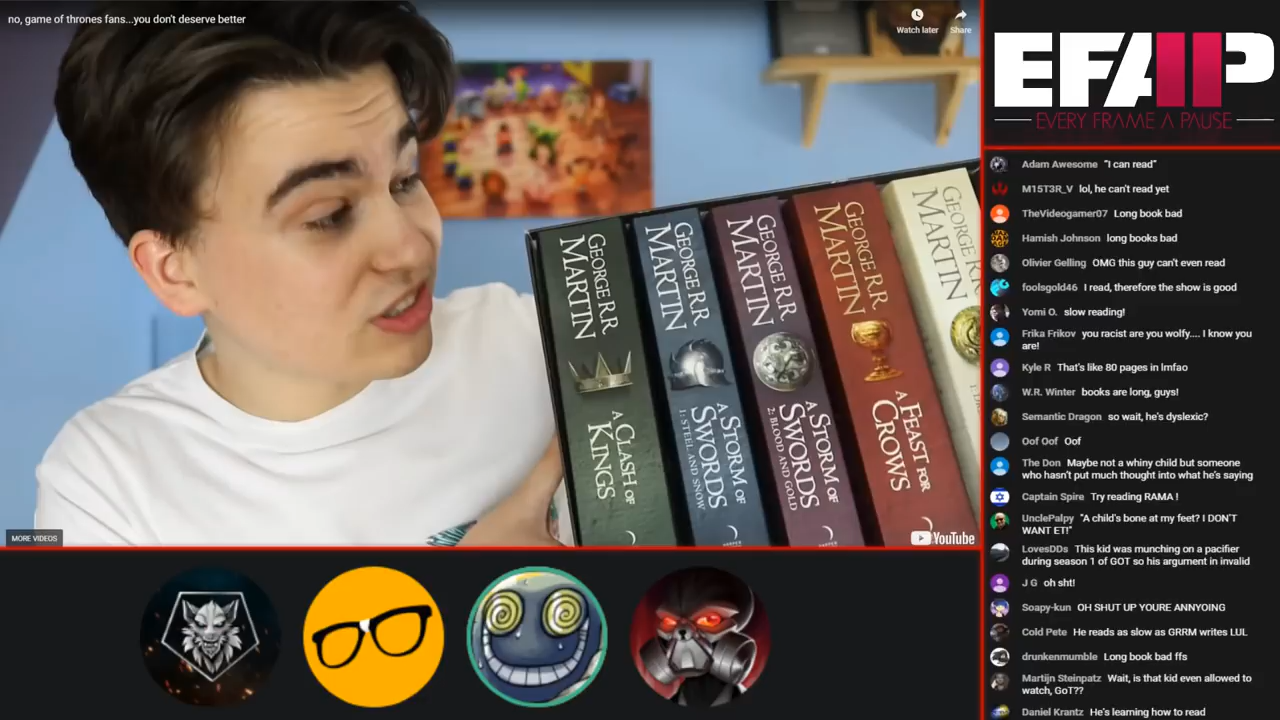 no, game of thrones fans...you don't deserve better
Watch later
Share
GEORGE R.R.
MARTIN
A CLASH OF
KINGS
GEORGE R.R.
MARTIN
A STORM OF
SWORDS
1: STEEL AND SNOW
GEORGE R.R.
MARTIN
A STORM OF
SWORDS
2: BLOOD AND GOLD
GEORGE R.R.
MARTIN
A FEAST FOR
CROWS
GEORGE R.R.
MARTIN
MORE VIDEOS
YouTube
EFAP
EVERY FRAME A PAUSE
Adam Awesome "I can read"
M15T3R_V lol, he can't read yet
TheVideogamer07 Long book bad
Hamish Johnson long books bad
Olivier Gelling OMG this guy can't even read
foolsgold46 I read, therefore the show is good
Yomi O. slow reading!
Frika Frikov you racist are you wolfy.... I know you
are!
Kyle R That's like 80 pages in lmfao
W.R. Winter books are long, guys!
Semantic Dragon so wait, he's dyslexic?
Oof Oof Oof
The Don Maybe not a whiny child but someone
who hasn't put much thought into what he's saying
Captain Spire Try reading RAMA !
UnclePalpy "A child's bone at my feet? I DON'T
WANT ET!"
LovesDDs This kid was munching on a pacifier
during season 1 of GOT so his argument in invalid
J G oh sht!
Soapy-kun OH SHUT UP YOURE ANNYOING
Cold Pete He reads as slow as GRRM writes LUL
drunkenmumble Long book bad ffs
Martijn Steinpatz Wait, is that kid even allowed to
watch, GoT??
Daniel Krantz He's learning how to read